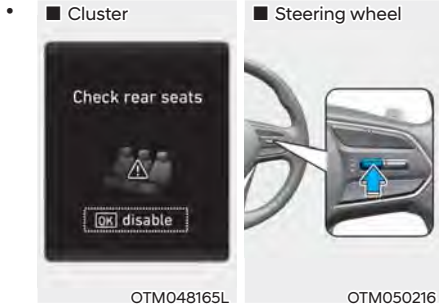 • ■ Cluster
■ Steering wheel
Check rear seats
OK disable
OTM048165L
OTM050216